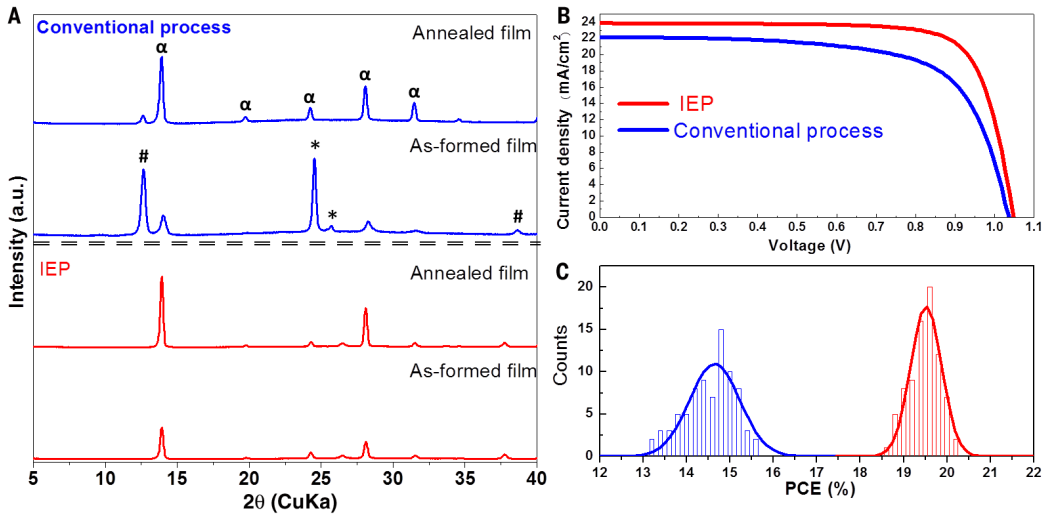 A
Conventional process
Annealed film
α
α
α
α
α
As-formed film
#
*
*
#
IEP
Annealed film
As-formed film
Intensity (a.u.)
5 10 15 20 25 30 35 40
2θ (CuKa)
B
24
22
20
18
16
14
12
10
8
6
4
2
0
IEP
Conventional process
Current density (mA/cm²)
0.0 0.1 0.2 0.3 0.4 0.5 0.6 0.7 0.8 0.9 1.0 1.1
Voltage (V)
C
20
15
10
5
0
Counts
12 13 14 15 16 17 18 19 20 21 22
PCE (%)